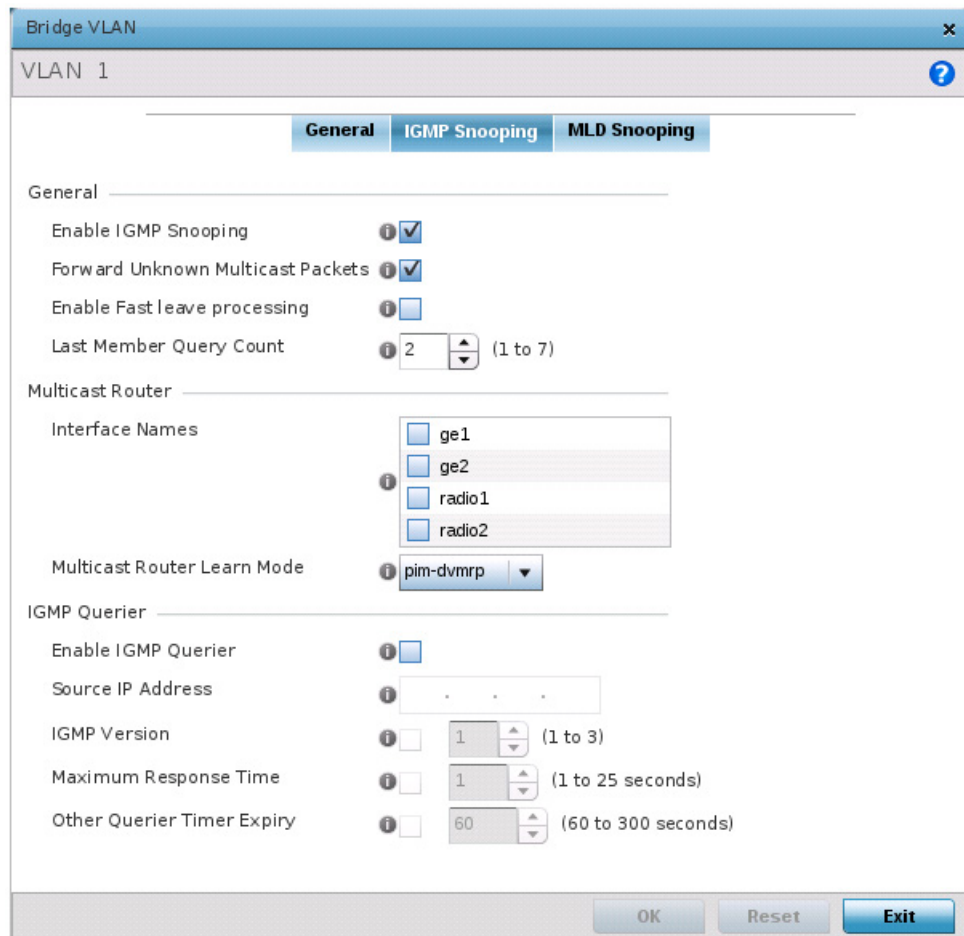 Bridge VLAN ×
VLAN 1 ?
General IGMP Snooping MLD Snooping
General
Enable IGMP Snooping
Forward Unknown Multicast Packets
Enable Fast leave processing
Last Member Query Count 2 (1 to 7)
Multicast Router
Interface Names
ge1
ge2
radio1
radio2
Multicast Router Learn Mode pim-dvmrp
IGMP Querier
Enable IGMP Querier
Source IP Address . . .
IGMP Version 1 (1 to 3)
Maximum Response Time 1 (1 to 25 seconds)
Other Querier Timer Expiry 60 (60 to 300 seconds)
OK Reset Exit